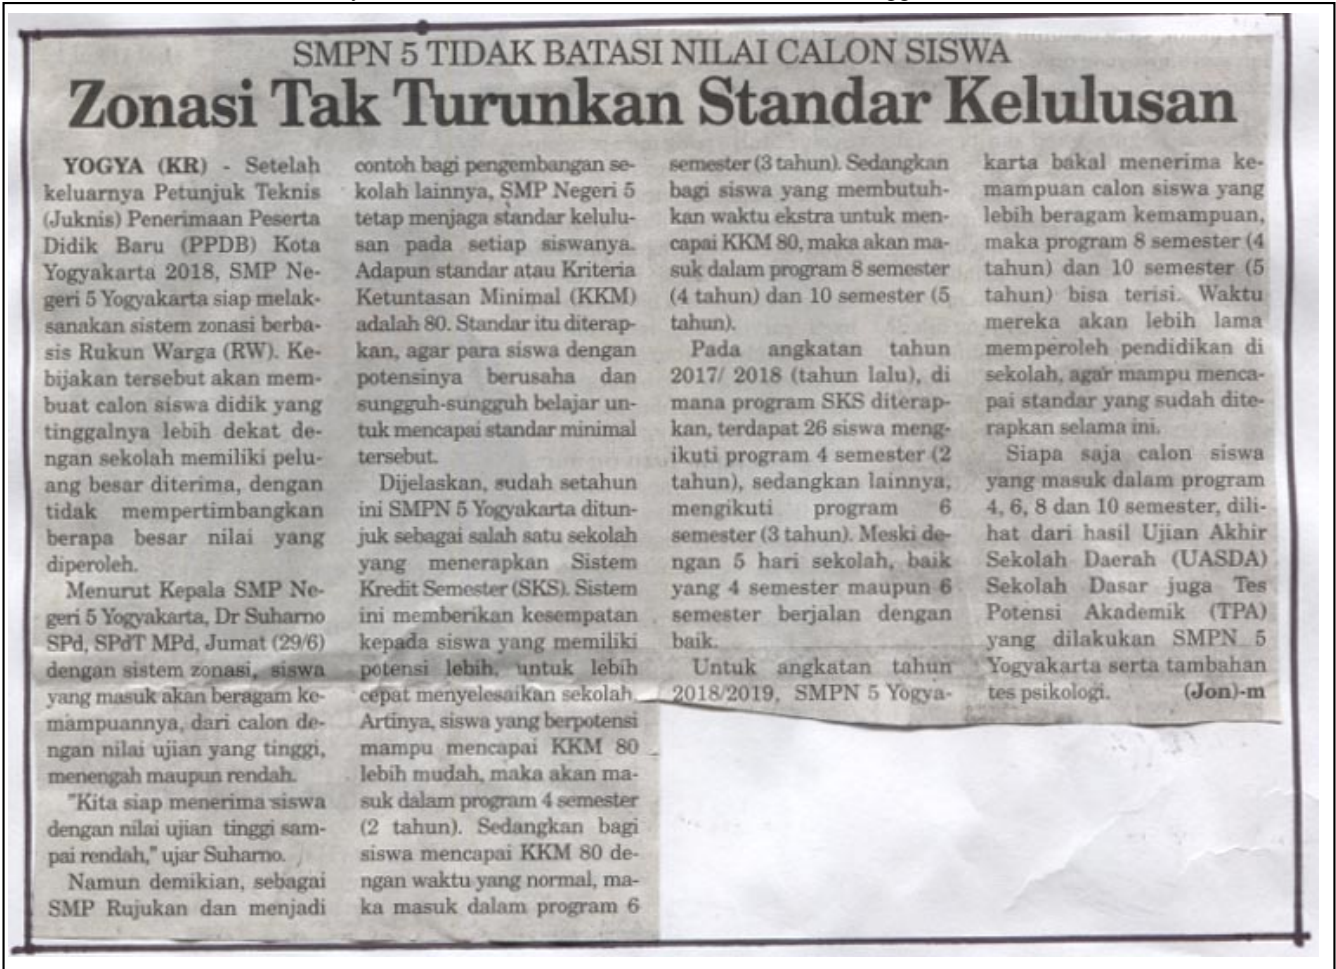 SMPN 5 TIDAK BATASI NILAI CALON SISWA
Zonasi Tak Turunkan Standar Kelulusan
YOGYA (KR) - Setelah
keluarnya Petunjuk Teknis
(Juknis) Penerimaan Peserta
Didik Baru (PPDB) Kota
Yogyakarta 2018, SMP Ne-
geri 5 Yogyakarta siap melak-
sanakan sistem zonasi berba-
sis Rukun Warga (RW). Ke-
bijakan tersebut akan mem-
buat calon siswa didik yang
tinggalnya lebih dekat de-
ngan sekolah memiliki pelu-
ang besar diterima, dengan
tidak mempertimbangkan
berapa besar nilai yang
diperoleh.
Menurut Kepala SMP Ne-
geri 5 Yogyakarta, Dr Suharno
SPd, SPdT MPd, Jumat (29/6)
dengan sistem zonasi, siswa
yang masuk akan beragam ke-
mampuannya, dari calon de-
ngan nilai ujian yang tinggi,
menengah maupun rendah.
"Kita siap menerima siswa
dengan nilai ujian tinggi sam-
pai rendah," ujar Suharno.
Namun demikian, sebagai
SMP Rujukan dan menjadi
contoh bagi pengembangan se-
kolah lainnya, SMP Negeri 5
tetap menjaga standar kelulu-
san pada setiap siswanya.
Adapun standar atau Kriteria
Ketuntasan Minimal (KKM)
adalah 80. Standar itu diterap-
kan, agar para siswa dengan
potensinya berusaha dan
sungguh-sungguh belajar un-
tuk mencapai standar minimal
tersebut.
Dijelaskan, sudah setahun
ini SMPN 5 Yogyakarta ditun-
juk sebagai salah satu sekolah
yang menerapkan Sistem
Kredit Semester (SKS). Sistem
ini memberikan kesempatan
kepada siswa yang memiliki
potensi lebih, untuk lebih
cepat menyelesaikan sekolah.
Artinya, siswa yang berpotensi
mampu mencapai KKM 80
lebih mudah, maka akan ma-
suk dalam program 4 semester
(2 tahun). Sedangkan bagi
siswa mencapai KKM 80 de-
ngan waktu yang normal, ma-
ka masuk dalam program 6
semester (3 tahun). Sedangkan
bagi siswa yang membutuh-
kan waktu ekstra untuk men-
capai KKM 80, maka akan ma-
suk dalam program 8 semester
(4 tahun) dan 10 semester (5
tahun).
Pada angkatan tahun
2017/ 2018 (tahun lalu), di
mana program SKS diterap-
kan, terdapat 26 siswa meng-
ikuti program 4 semester (2
tahun), sedangkan lainnya,
mengikuti program 6
semester (3 tahun). Meski de-
ngan 5 hari sekolah, baik
yang 4 semester maupun 6
semester berjalan dengan
baik.
Untuk angkatan tahun
2018/2019, SMPN 5 Yogya-
karta bakal menerima ke-
mampuan calon siswa yang
lebih beragam kemampuan,
maka program 8 semester (4
tahun) dan 10 semester (5
tahun) bisa terisi. Waktu
mereka akan lebih lama
memperoleh pendidikan di
sekolah, agar mampu menca-
pai standar yang sudah dite-
rapkan selama ini.
Siapa saja calon siswa
yang masuk dalam program
4, 6, 8 dan 10 semester, dili-
hat dari hasil Ujian Akhir
Sekolah Daerah (UASDA)
Sekolah Dasar juga Tes
Potensi Akademik (TPA)
yang dilakukan SMPN 5
Yogyakarta serta tambahan
tes psikologi. (Jon)-m